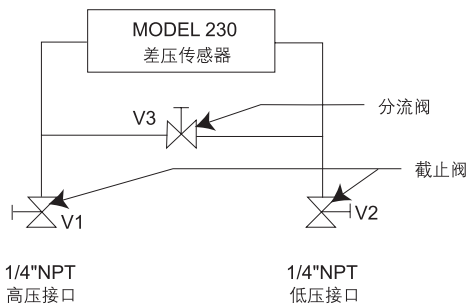 MODEL 230
差压传感器
V3
分流阀
截止阀
V1
V2
1/4"NPT
高压接口
1/4"NPT
低压接口